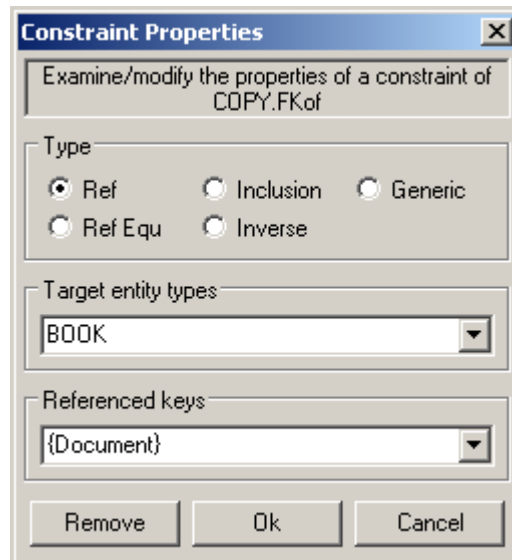 Constraint Properties
Examine/modify the properties of a constraint of
COPY.FKof
Type
Ref Inclusion Generic
Ref Equ Inverse
Target entity types
BOOK
Referenced keys
{Document}
Remove Ok Cancel